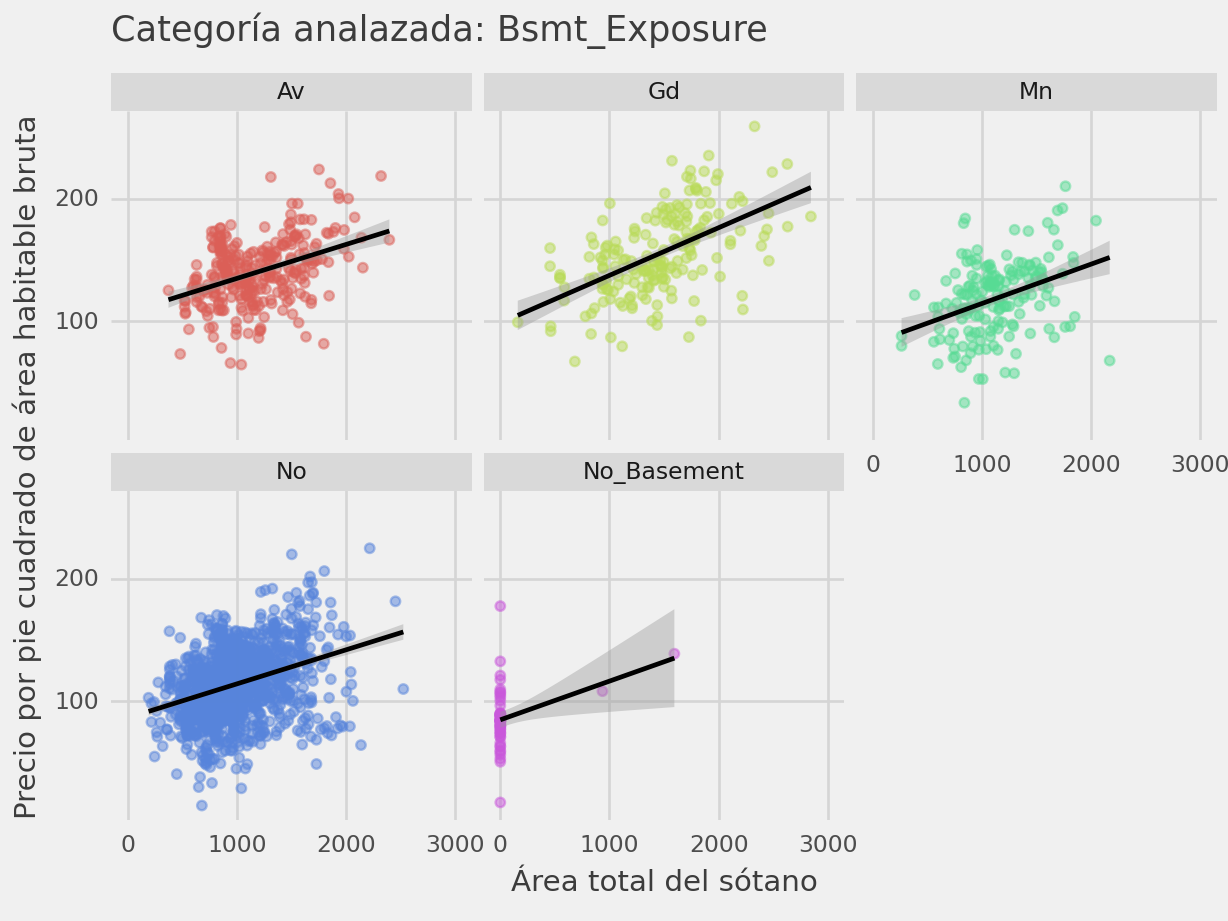 Categoría analazada: Bsmt_Exposure
Av
Gd
Mn
Precio por pie cuadrado de área habitable bruta
200
100
0 1000 2000 3000
No
No_Basement
200
100
0 1000 2000 3000
0 1000 2000 3000
Área total del sótano